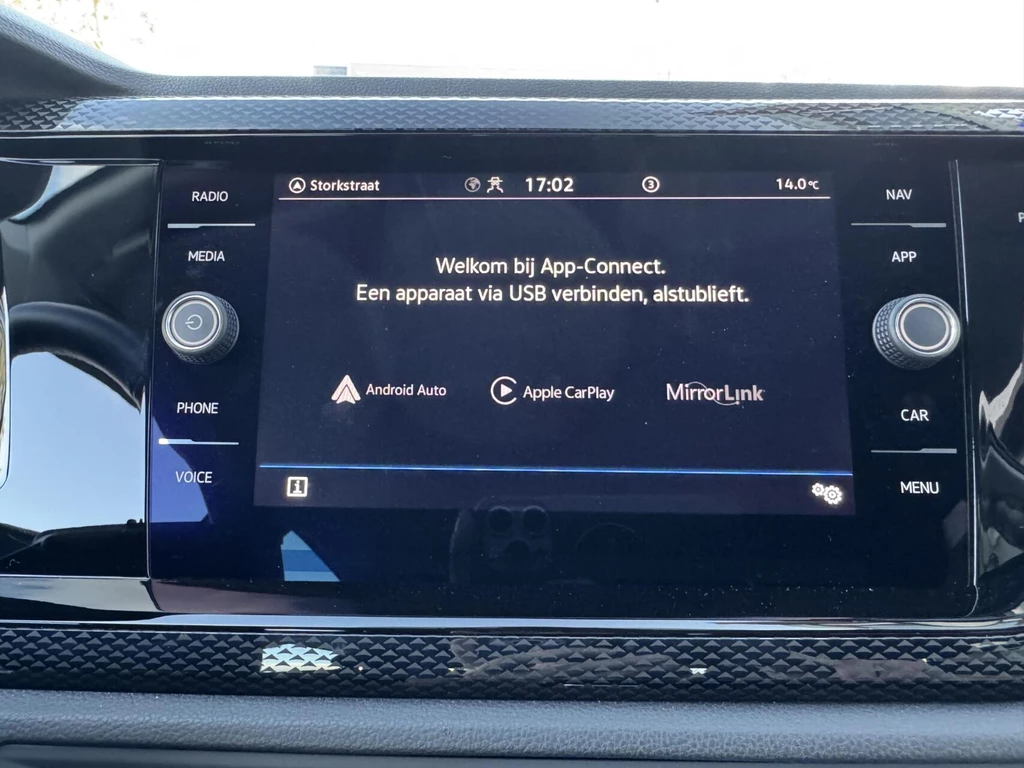 Storkstraat 17:02 3 14.0°C
RADIO
MEDIA
PHONE
VOICE
Welkom bij App-Connect.
Een apparaat via USB verbinden, alstublieft.
Android Auto Apple CarPlay MirrorLink
i
NAV
APP
CAR
MENU
P